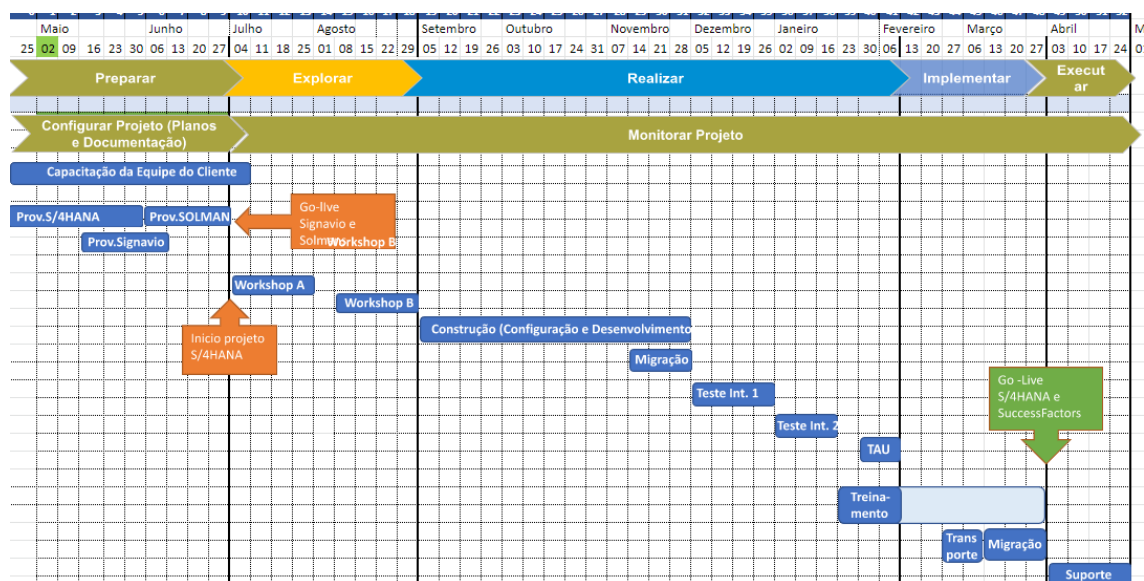 Maio Junho Julho Agosto Setembro Outubro Novembro Dezembro Janeiro Fevereiro Março Abril
25 02 09 16 23 30 06 13 20 27 04 11 18 25 01 08 15 22 29 05 12 19 26 03 10 17 24 31 07 14 21 28 05 12 19 26 02 09 16 23 30 06 13 20 27 06 13 20 27 03 10 17 24
Preparar
Explorar
Realizar
Implementar
Execut
ar
Configurar Projeto (Planos
e Documentação)
Monitorar Projeto
Capacitação da Equipe do Cliente
Prov.S/4HANA
Prov.SOLMAN
Prov.Signavio
Go-live
Signavio e
Workshop B
Workshop A
Workshop B
Inicio projeto
S/4HANA
Construção (Configuração e Desenvolvimento
Migração
Teste Int. 1
Teste Int. 2
TAU
Go -Live
S/4HANA e
SuccessFactors
Treina-
mento
Trans
porte
Migração
Suporte